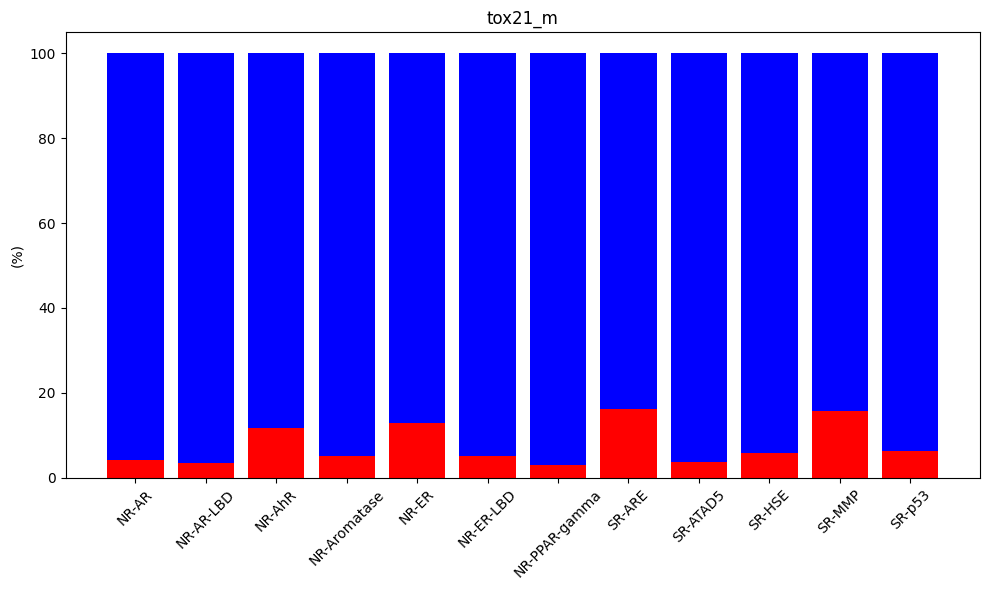 tox21_m
(%)
100
80
60
40
20
0
NR-AR
NR-AR-LBD
NR-AhR
NR-Aromatase
NR-ER
NR-ER-LBD
NR-PPAR-gamma
SR-ARE
SR-ATAD5
SR-HSE
SR-MMP
SR-p53